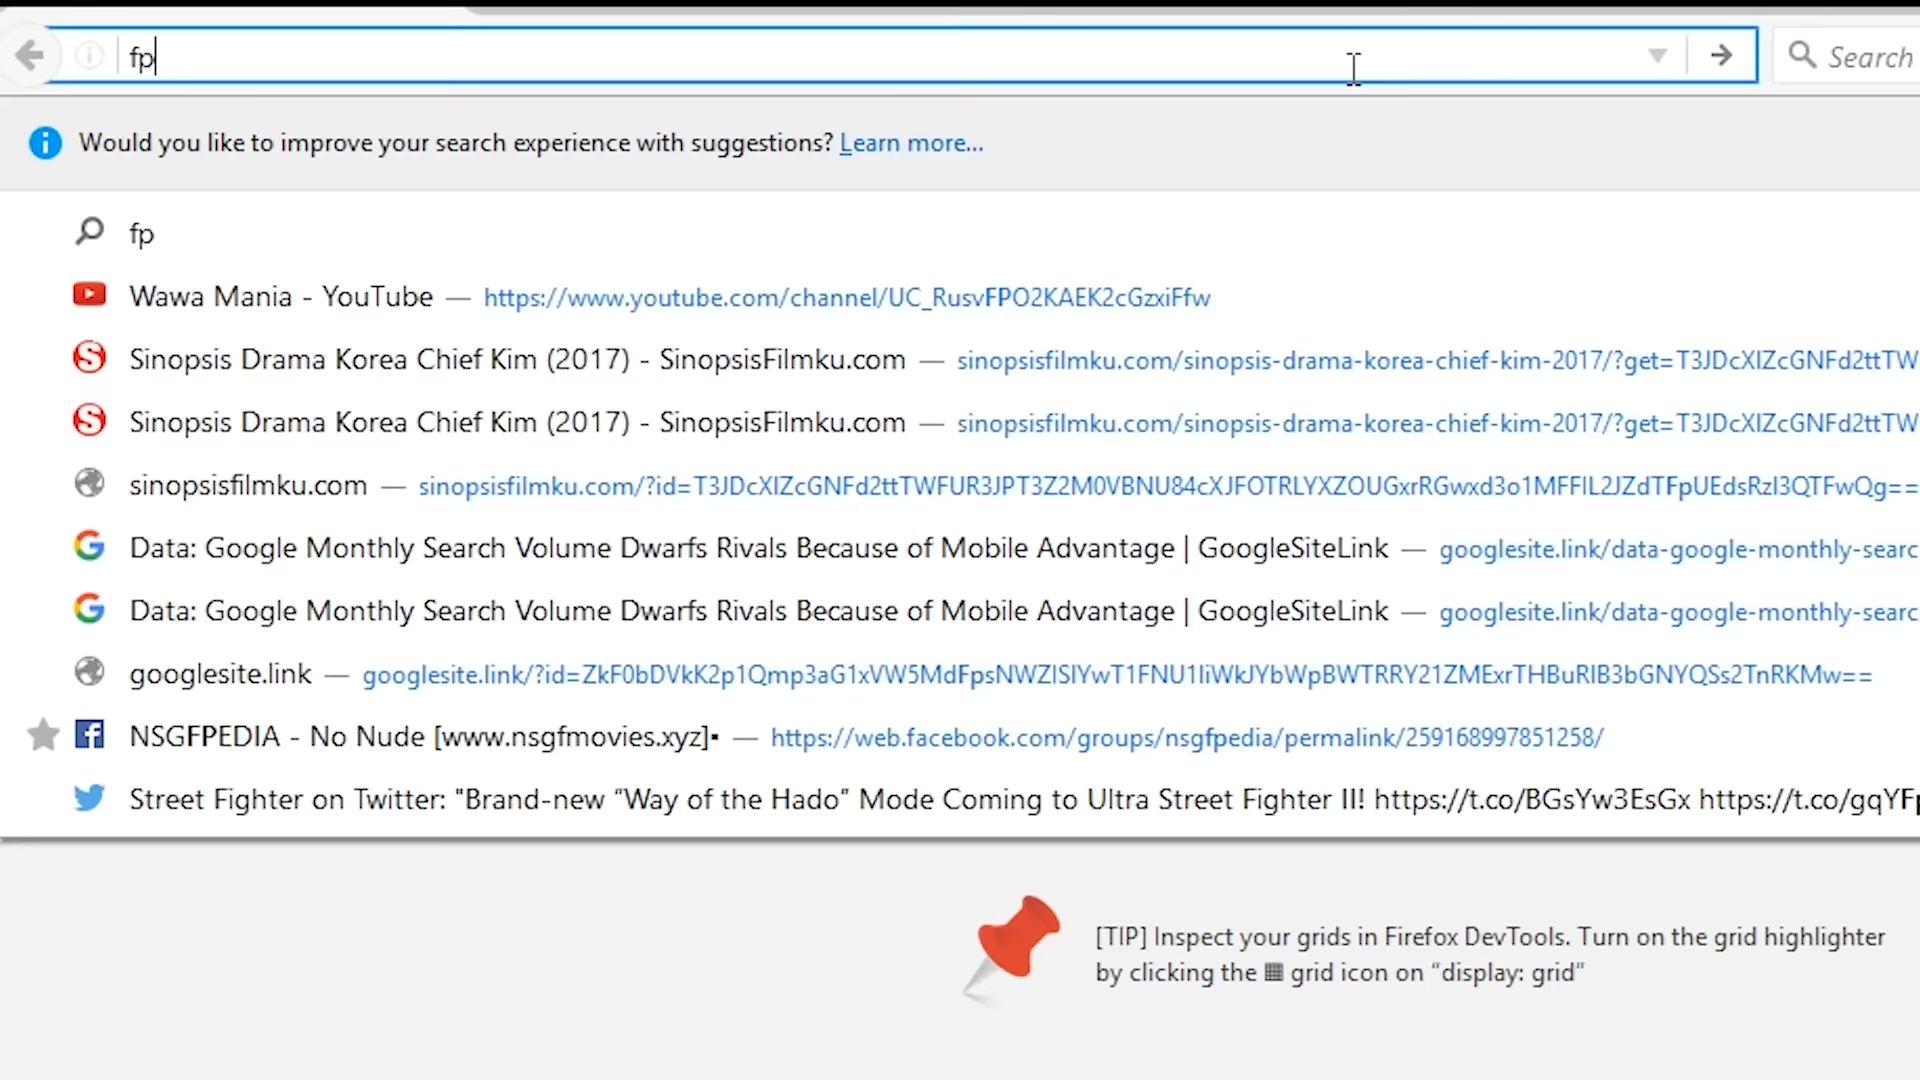 fp
Search
Would you like to improve your search experience with suggestions? Learn more...
fp
Wawa Mania - YouTube — https://www.youtube.com/channel/UC_RusvFPO2KAEK2cGzxiFfw
Sinopsis Drama Korea Chief Kim (2017) - SinopsisFilmku.com — sinopsisfilmku.com/sinopsis-drama-korea-chief-kim-2017/?get=T3JDcXlZcGNFd2ttTW
Sinopsis Drama Korea Chief Kim (2017) - SinopsisFilmku.com — sinopsisfilmku.com/sinopsis-drama-korea-chief-kim-2017/?get=T3JDcXlZcGNFd2ttTW
sinopsisfilmku.com — sinopsisfilmku.com/?id=T3JDcXlZcGNFd2ttTWFUR3JPT3Z2M0VBNU84cXJFOTRLYXZOUGxrRGwxd3o1MFFlL2JZdTFpUEdsRzl3QTFwQg==
Data: Google Monthly Search Volume Dwarfs Rivals Because of Mobile Advantage | GoogleSiteLink — googlesite.link/data-google-monthly-searc
Data: Google Monthly Search Volume Dwarfs Rivals Because of Mobile Advantage | GoogleSiteLink — googlesite.link/data-google-monthly-searc
googlesite.link — googlesite.link/?id=ZkF0bDVkK2p1Qmp3aG1xVW5MdFpsNWZlSlYwT1FNU1liWkJYbWpBWTRRY21ZMExrTHBuRlB3bGNYQSs2TnRKMw==
NSGFPEDIA - No Nude [www.nsgfmovies.xyz]▪ — https://web.facebook.com/groups/nsgfpedia/permalink/259168997851258/
Street Fighter on Twitter: "Brand-new “Way of the Hado” Mode Coming to Ultra Street Fighter II! https://t.co/BGsYw3EsGx https://t.co/gqYFp
[TIP] Inspect your grids in Firefox DevTools. Turn on the grid highlighter
by clicking the ▦ grid icon on “display: grid”